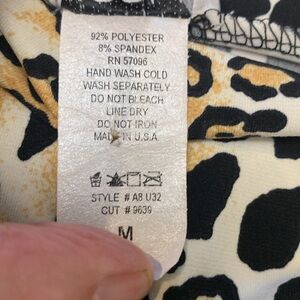 92% POLYESTER
8% SPANDEX
RN 57096
HAND WASH COLD
WASH SEPARATELY
DO NOT BLEACH
LINE DRY
DO NOT IRON
MADE IN U.S.A
STYLE # A8 U32
CUT # 9639
M